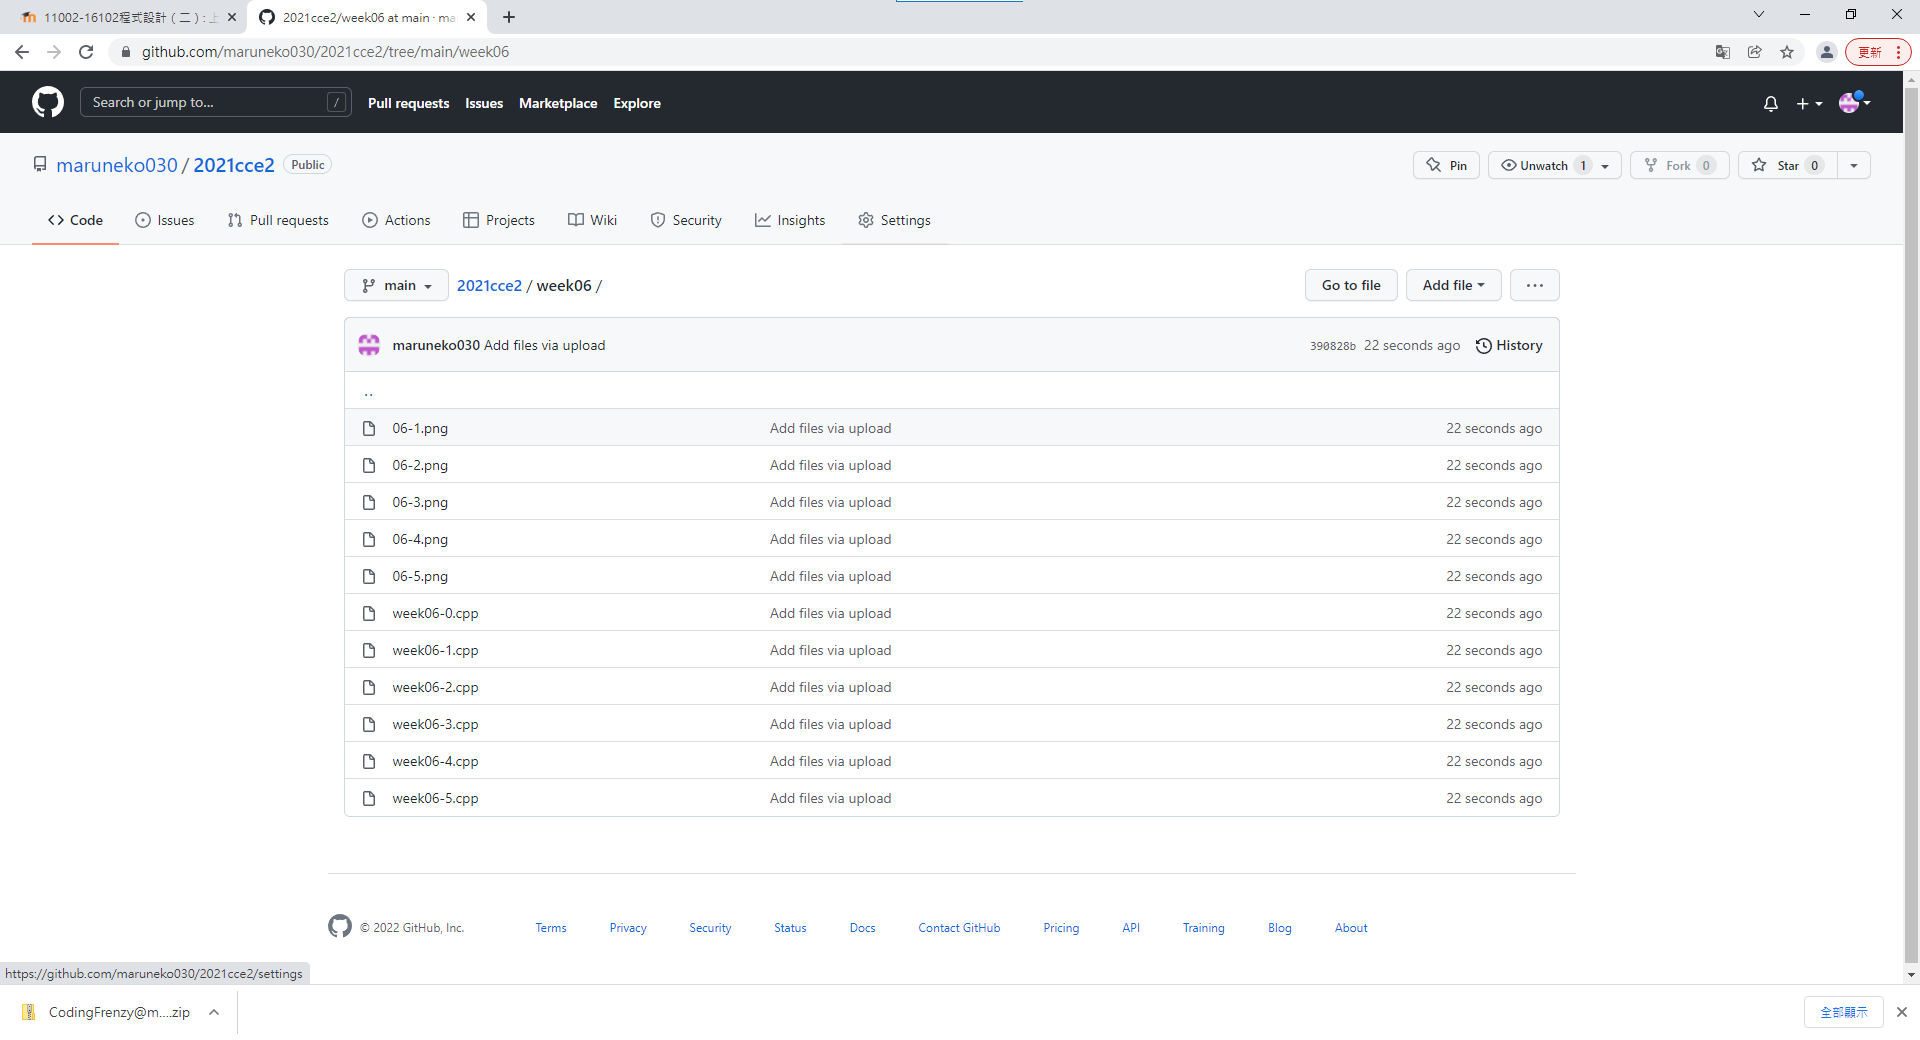 11002-16102程式設計(二): 上
2021cce2/week06 at main · ma
github.com/maruneko030/2021cce2/tree/main/week06
更新
Search or jump to... /
Pull requests Issues Marketplace Explore
maruneko030 / 2021cce2 Public
Pin Unwatch 1 Fork 0 Star 0
Code Issues Pull requests Actions Projects Wiki Security Insights Settings
main 2021cce2 / week06 / Go to file Add file ...
maruneko030 Add files via upload 390828b 22 seconds ago History
..
06-1.png Add files via upload 22 seconds ago
06-2.png Add files via upload 22 seconds ago
06-3.png Add files via upload 22 seconds ago
06-4.png Add files via upload 22 seconds ago
06-5.png Add files via upload 22 seconds ago
week06-0.cpp Add files via upload 22 seconds ago
week06-1.cpp Add files via upload 22 seconds ago
week06-2.cpp Add files via upload 22 seconds ago
week06-3.cpp Add files via upload 22 seconds ago
week06-4.cpp Add files via upload 22 seconds ago
week06-5.cpp Add files via upload 22 seconds ago
© 2022 GitHub, Inc. Terms Privacy Security Status Docs Contact GitHub Pricing API Training Blog About
https://github.com/maruneko030/2021cce2/settings
CodingFrenzy@m....zip 全部顯示